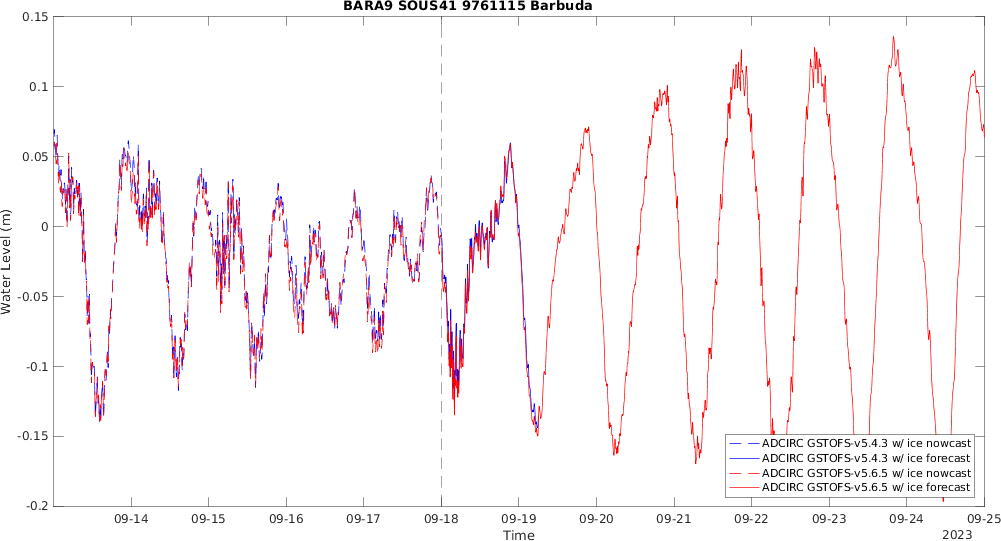 BARA9 SOUS41 9761115 Barbuda
0.15
0.1
0.05
0
-0.05
-0.1
-0.15
-0.2
Water Level (m)
ADCIRC GSTOFS-v5.4.3 w/ ice nowcast
ADCIRC GSTOFS-v5.4.3 w/ ice forecast
ADCIRC GSTOFS-v5.6.5 w/ ice nowcast
ADCIRC GSTOFS-v5.6.5 w/ ice forecast
09-14 09-15 09-16 09-17 09-18 09-19 09-20 09-21 09-22 09-23 09-24 09-25
Time
2023